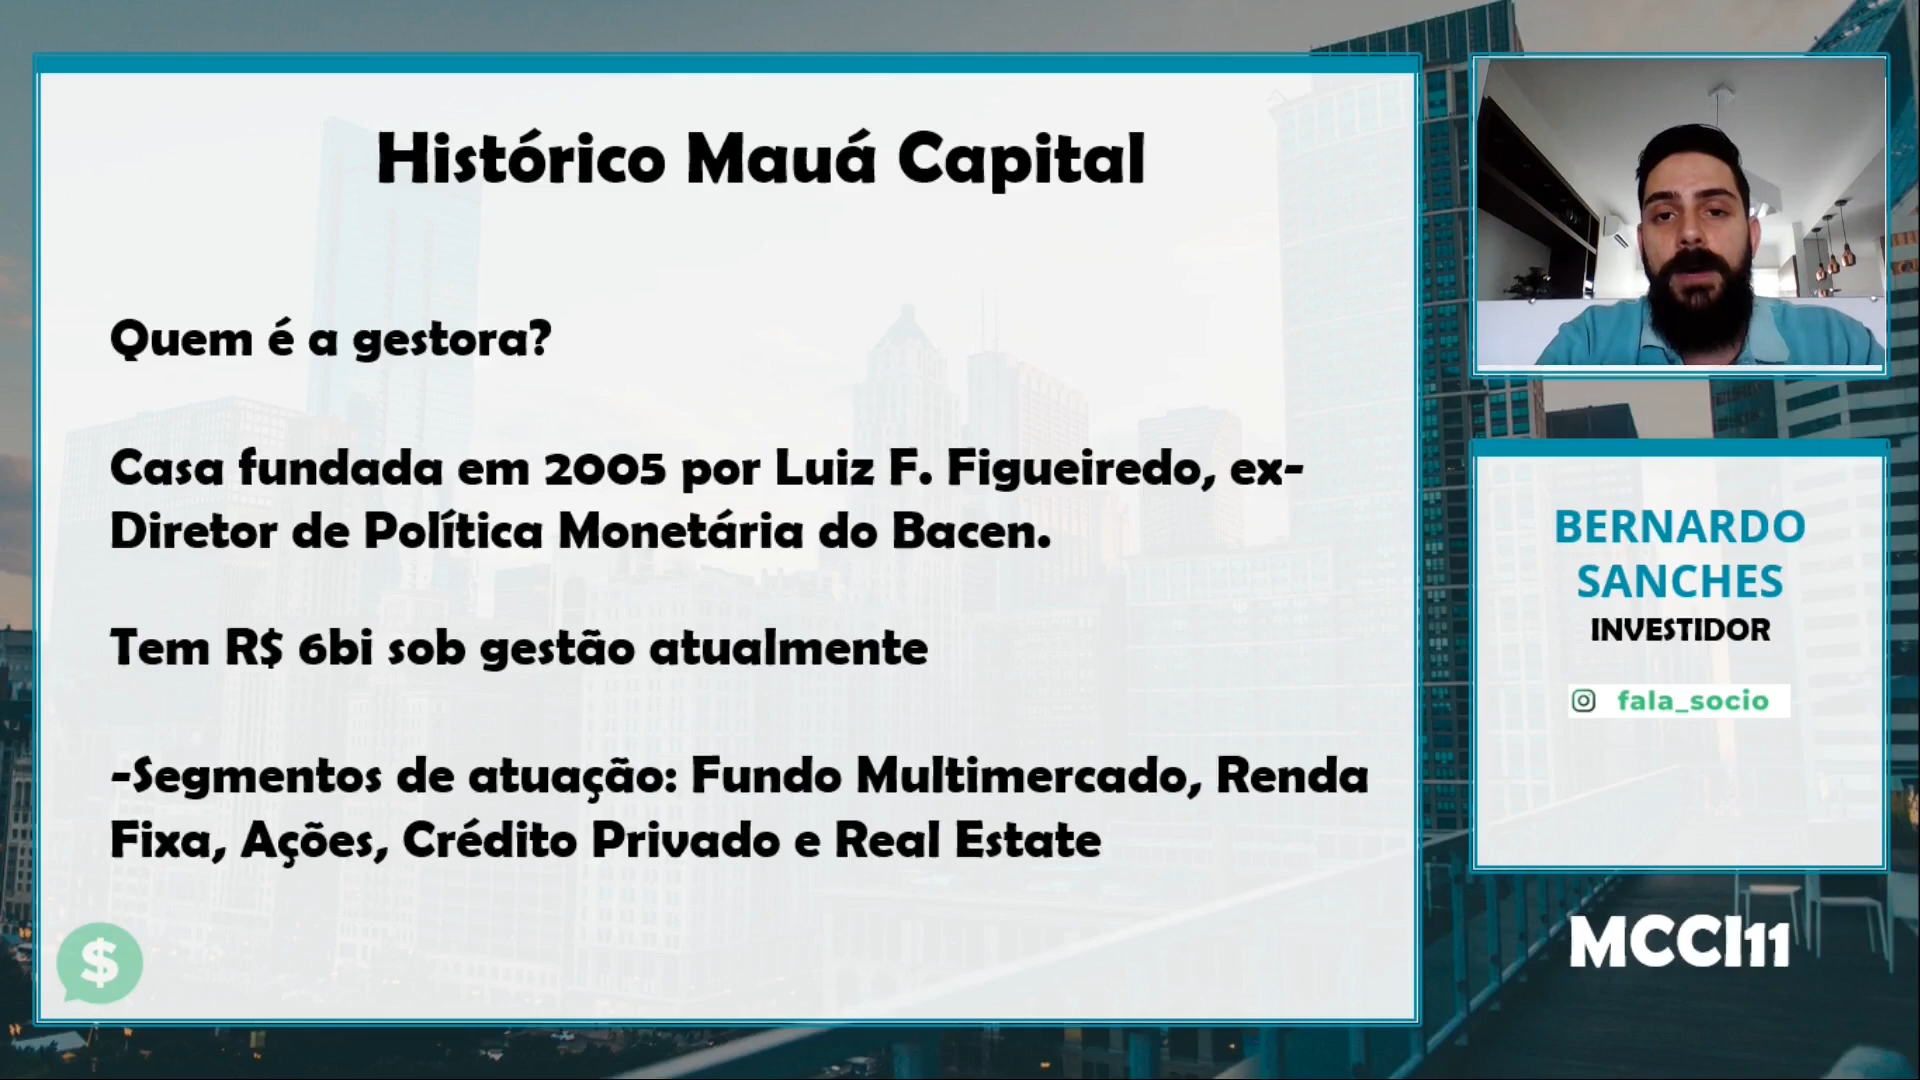 Histórico Mauá Capital
Quem é a gestora?
Casa fundada em 2005 por Luiz F. Figueiredo, ex-
Diretor de Política Monetária do Bacen.
Tem R$ 6bi sob gestão atualmente
-Segmentos de atuação: Fundo Multimercado, Renda
Fixa, Ações, Crédito Privado e Real Estate
$
BERNARDO
SANCHES
INVESTIDOR
fala_socio
MCCI11